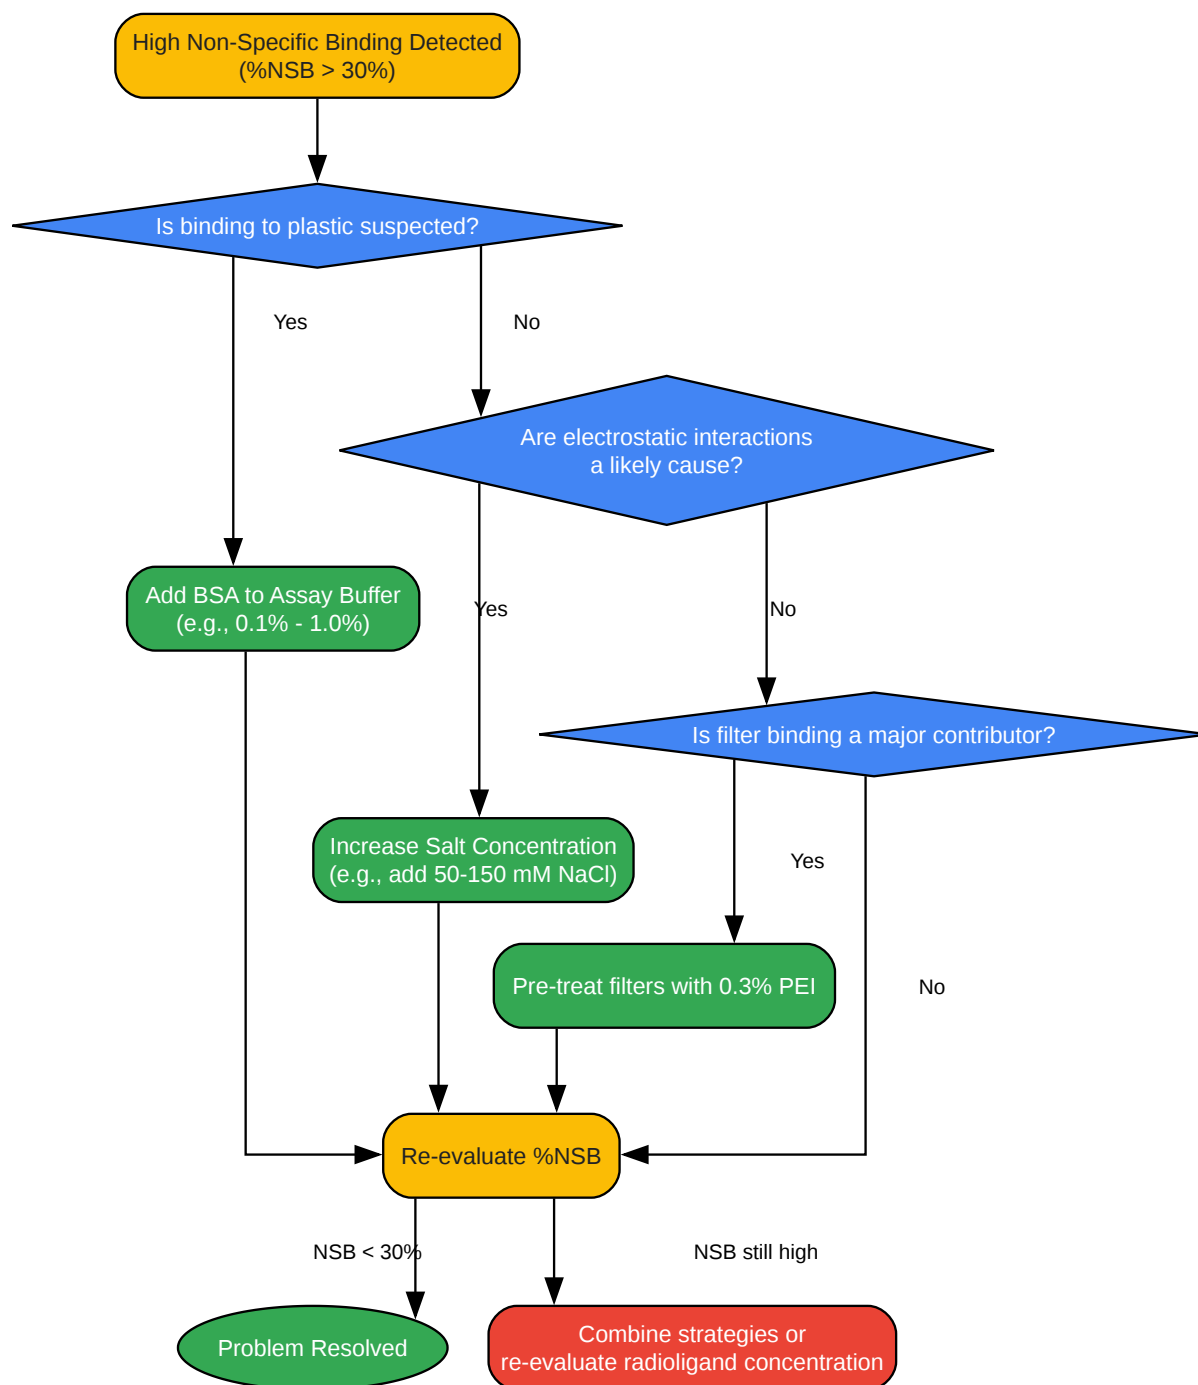 High Non-Specific Binding Detected
(%NSB > 30%)
Is binding to plastic suspected?
Yes
No
Are electrostatic interactions
a likely cause?
Add BSA to Assay Buffer
(e.g., 0.1% - 1.0%)
Yes
No
Is filter binding a major contributor?
Increase Salt Concentration
(e.g., add 50-150 mM NaCl)
Yes
Pre-treat filters with 0.3% PEI
No
Re-evaluate %NSB
NSB < 30%
NSB still high
Problem Resolved
Combine strategies or
re-evaluate radioligand concentration